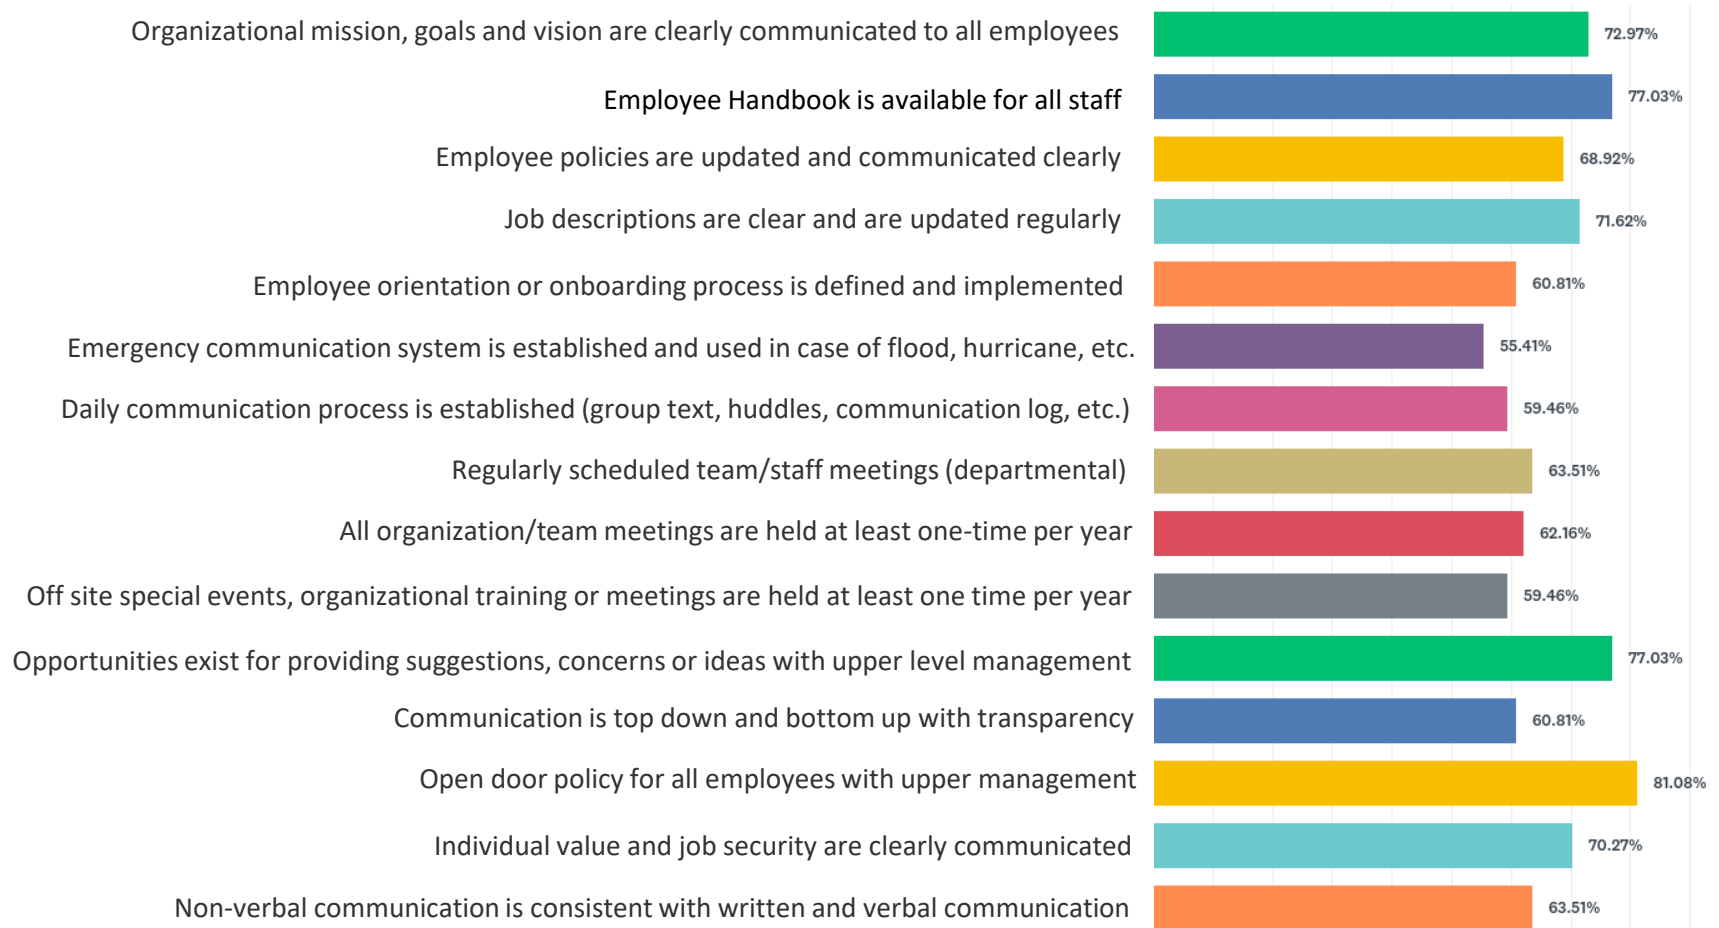 Organizational mission, goals and vision are clearly communicated to all employees 72.97%
Employee Handbook is available for all staff 77.03%
Employee policies are updated and communicated clearly 68.92%
Job descriptions are clear and are updated regularly 71.62%
Employee orientation or onboarding process is defined and implemented 60.81%
Emergency communication system is established and used in case of flood, hurricane, etc. 55.41%
Daily communication process is established (group text, huddles, communication log, etc.) 59.46%
Regularly scheduled team/staff meetings (departmental) 63.51%
All organization/team meetings are held at least one-time per year 62.16%
Off site special events, organizational training or meetings are held at least one time per year 59.46%
Opportunities exist for providing suggestions, concerns or ideas with upper level management 77.03%
Communication is top down and bottom up with transparency 60.81%
Open door policy for all employees with upper management 81.08%
Individual value and job security are clearly communicated 70.27%
Non-verbal communication is consistent with written and verbal communication 63.51%